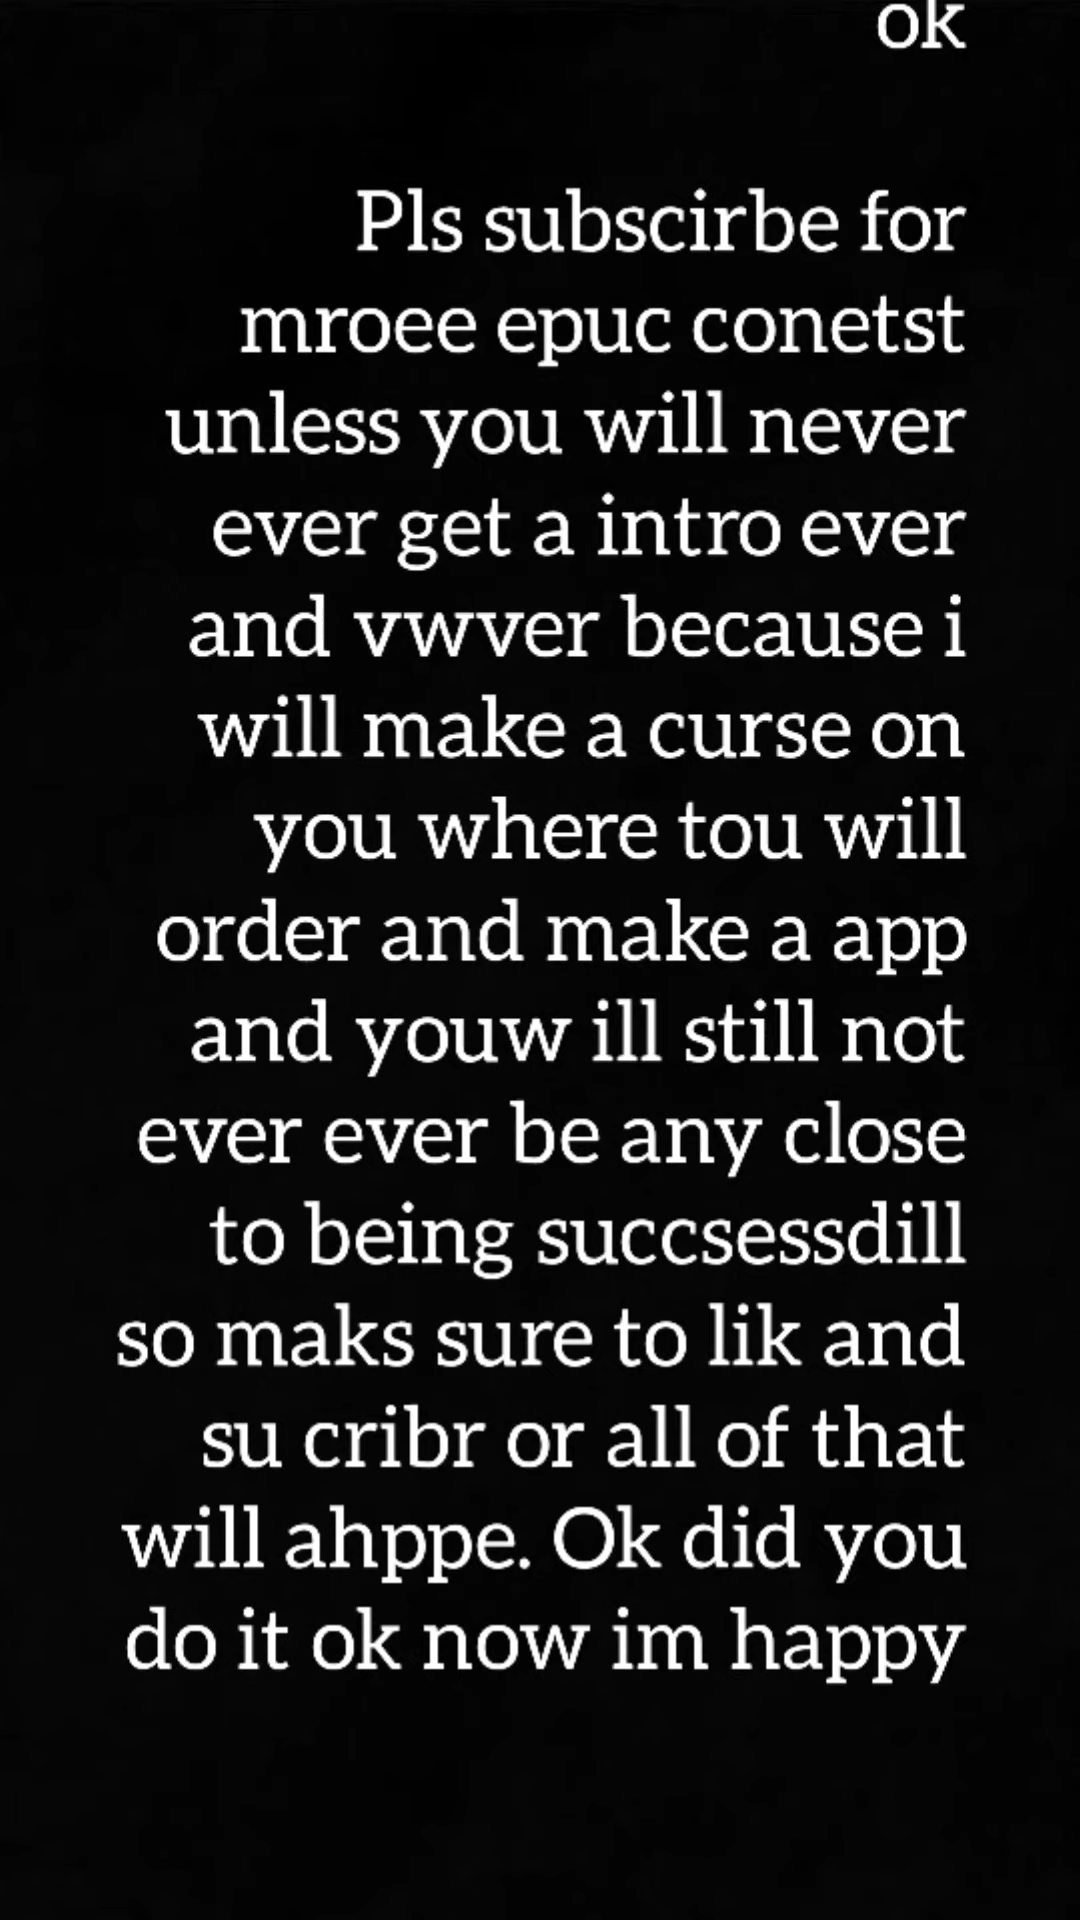 ok
Pls subscirbe for
mroee epuc conetst
unless you will never
ever get a intro ever
and vwver because i
will make a curse on
you where tou will
order and make a app
and youw ill still not
ever ever be any close
to being succsessdill
so maks sure to lik and
su cribr or all of that
will ahppe. Ok did you
do it ok now im happy